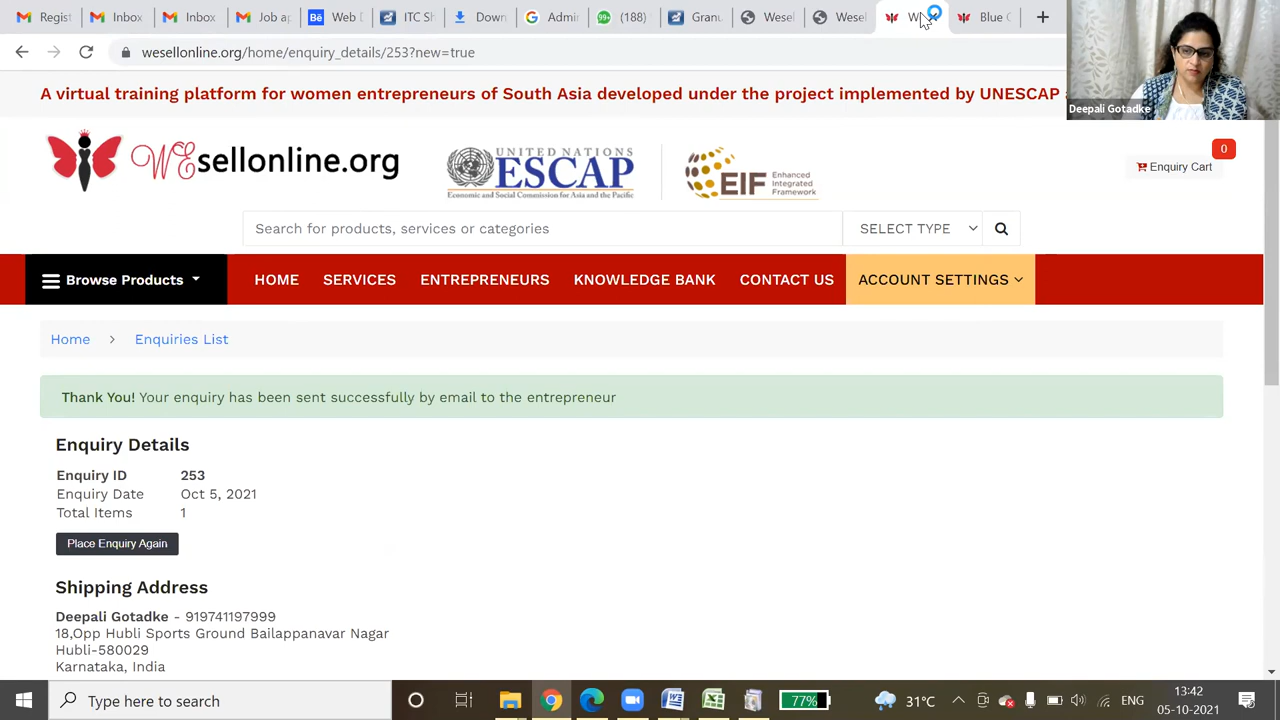 Regist
Inbox
Inbox
Job ap
Bē Web D
ITC Sh
Down
Admi
99+ (188)
Granu
Wesel
Wesel
W
Blue C
wesellonline.org/home/enquiry_details/253?new=true
A virtual training platform for women entrepreneurs of South Asia developed under the project implemented by UNESCAP
Deepali Gotadke
WEsellonline.org
UNITED NATIONS
ESCAP
Economic and Social Commission for Asia and the Pacific
EIF Enhanced
Integrated
Framework
0
Enquiry Cart
Search for products, services or categories
SELECT TYPE
Browse Products
HOME
SERVICES
ENTREPRENEURS
KNOWLEDGE BANK
CONTACT US
ACCOUNT SETTINGS
Home
Enquiries List
Thank You! Your enquiry has been sent successfully by email to the entrepreneur
Enquiry Details
Enquiry ID 253
Enquiry Date Oct 5, 2021
Total Items 1
Place Enquiry Again
Shipping Address
Deepali Gotadke - 919741197999
18,Opp Hubli Sports Ground Bailappanavar Nagar
Hubli-580029
Karnataka, India
Type here to search
77%
31°C
ENG
13:42
05-10-2021